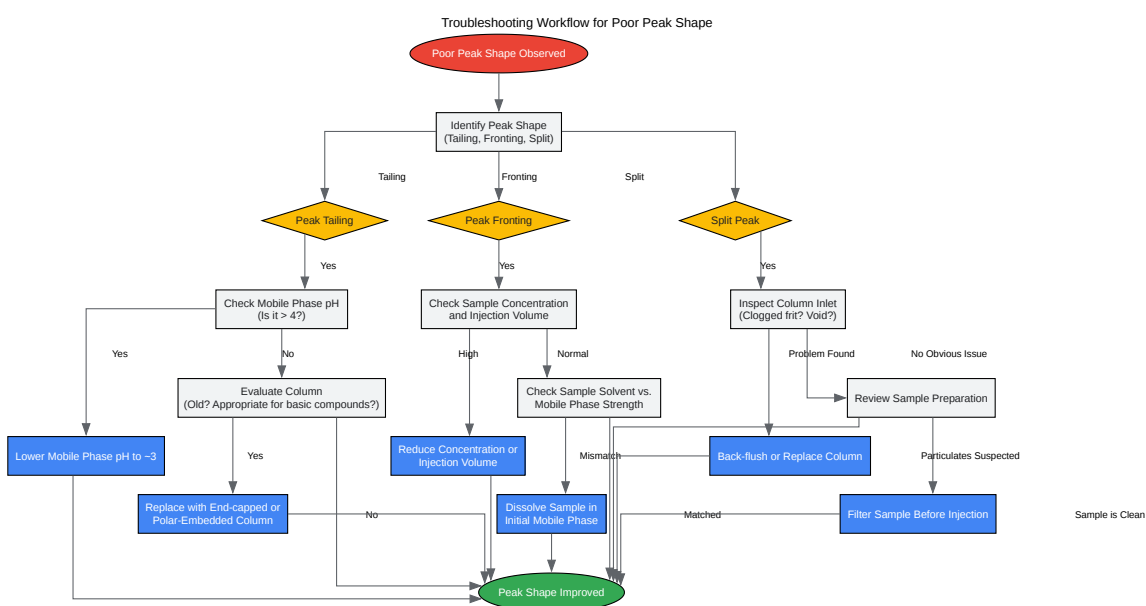 Troubleshooting Workflow for Poor Peak Shape
Poor Peak Shape Observed
Identify Peak Shape
(Tailing, Fronting, Split)
Tailing
Fronting
Split
Peak Tailing
Peak Fronting
Split Peak
Yes
Yes
Yes
Check Mobile Phase pH
(Is it > 4?)
Check Sample Concentration
and Injection Volume
Inspect Column Inlet
(Clogged frit? Void?)
Yes
No
High
Normal
Problem Found
No Obvious Issue
Evaluate Column
(Old? Appropriate for basic compounds?)
Check Sample Solvent vs.
Mobile Phase Strength
Review Sample Preparation
Lower Mobile Phase pH to ~3
Yes
Reduce Concentration or
Injection Volume
Mismatch
Back-flush or Replace Column
Particulates Suspected
Replace with End-capped or
Polar-Embedded Column
No
Dissolve Sample in
Initial Mobile Phase
Matched
Filter Sample Before Injection
Sample is Clean
Peak Shape Improved